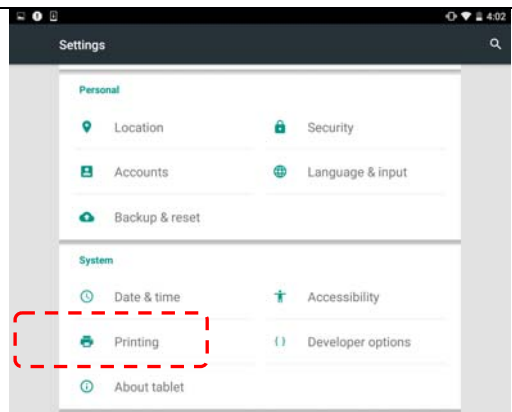 4:02
Settings
Personal
Location Security
Accounts Language & input
Backup & reset
System
Date & time Accessibility
Printing { } Developer options
About tablet